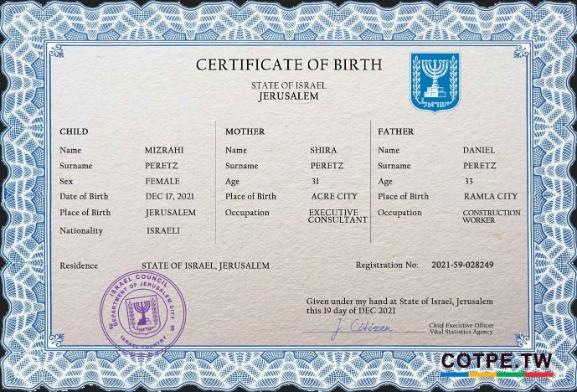 CERTIFICATE OF BIRTH
STATE OF ISRAEL
JERUSALEM
CHILD
Name MIZRAHI
Surname PERETZ
Sex FEMALE
Date of Birth DEC 17, 2021
Place of Birth JERUSALEM
Nationality ISRAELI
MOTHER
Name SHIRA
Surname PERETZ
Age 31
Place of Birth ACRE CITY
Occupation EXECUTIVE
CONSULTANT
FATHER
Name DANIEL
Surname PERETZ
Age 33
Place of Birth RAMLA CITY
Occupation CONSTRUCTION
WORKER
Residence STATE OF ISRAEL, JERUSALEM
Registration No: 2021-59-028249
ISRAEL COUNCIL
DEPARTMENT OF JERUSALEM CITY
Given under my hand at State of Israel, Jerusalem
this 19 day of DEC 2021
J. Citizen
Chief Executive Officer
Vital Statistics Agency
COTPE.TW